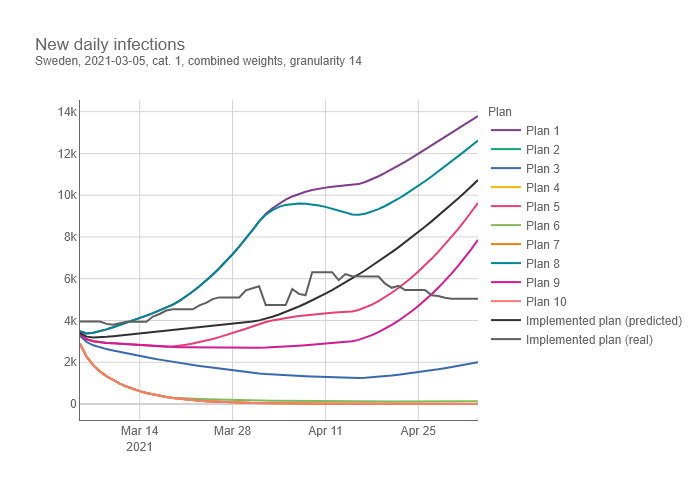 New daily infections
Sweden, 2021-03-05, cat. 1, combined weights, granularity 14
14k
12k
10k
8k
6k
4k
2k
0
Mar 14
2021
Mar 28
Apr 11
Apr 25
Plan
Plan 1
Plan 2
Plan 3
Plan 4
Plan 5
Plan 6
Plan 7
Plan 8
Plan 9
Plan 10
Implemented plan (predicted)
Implemented plan (real)